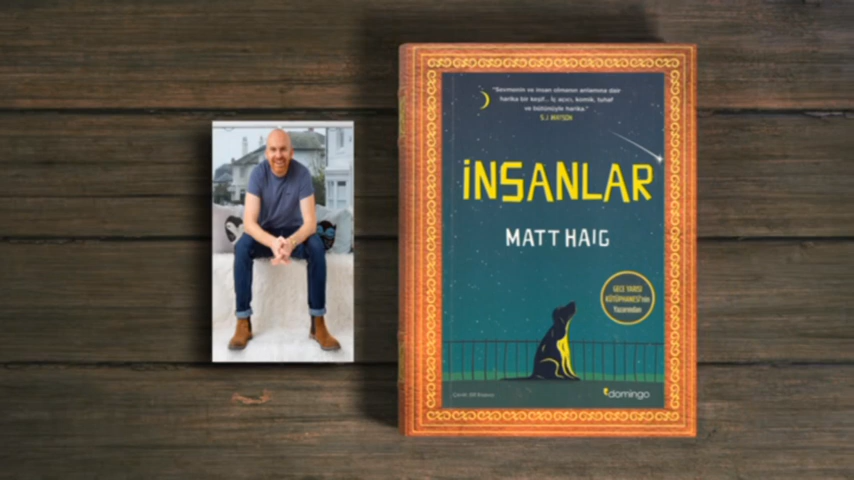 "Sevmenin ve insan olmanın anlamına dair
harika bir keşif... İç açıcı, komik, tuhaf
ve bütünüyle harika."
S.J WATSON
İNSANLAR
MATT HAIG
GECE YARISI
KÜTÜPHANESİ'nin
Yazarından
domingo